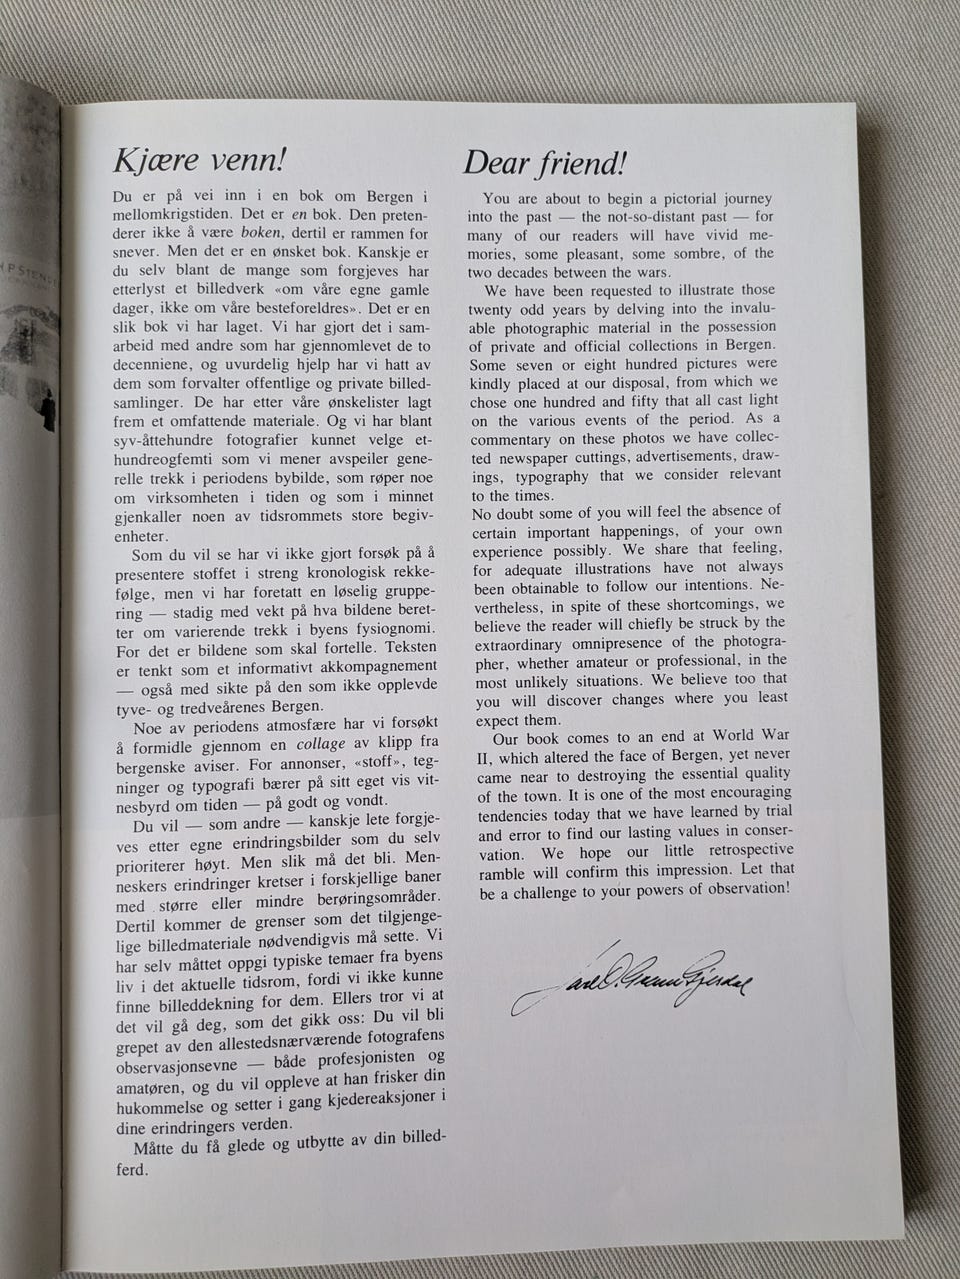 Kjære venn!
Du er på vei inn i en bok om Bergen i
mellomkrigstiden. Det er en bok. Den preten-
derer ikke å være boken, dertil er rammen for
snever. Men det er en ønsket bok. Kanskje er
du selv blant de mange som forgjeves har
etterlyst et billedverk «om våre egne gamle
dager, ikke om våre besteforeldres». Det er en
slik bok vi har laget. Vi har gjort det i sam-
arbeid med andre som har gjennomlevet de to
decenniene, og uvurdelig hjelp har vi hatt av
dem som forvalter offentlige og private billed-
samlinger. De har etter våre ønskelister lagt
frem et omfattende materiale. Og vi har blant
syv-åttehundre fotografier kunnet velge et-
hundreogfemti som vi mener avspeiler gene-
relle trekk i periodens bybilde, som røper noe
om virksomheten i tiden og som i minnet
gjenkaller noen av tidsrommets store begiv-
enheter.
Som du vil se har vi ikke gjort forsøk på å
presentere stoffet i streng kronologisk rekke-
følge, men vi har foretatt en løselig gruppe-
ring — stadig med vekt på hva bildene beret-
ter om varierende trekk i byens fysiognomi.
For det er bildene som skal fortelle. Teksten
er tenkt som et informativt akkompagnement
— også med sikte på den som ikke opplevde
tyve- og tredveårenes Bergen.
Noe av periodens atmosfære har vi forsøkt
å formidle gjennom en collage av klipp fra
bergenske aviser. For annonser, «stoff», teg-
ninger og typografi bærer på sitt eget vis vit-
nesbyrd om tiden — på godt og vondt.
Du vil — som andre — kanskje lete forgje-
ves etter egne erindringsbilder som du selv
prioriterer høyt. Men slik må det bli. Men-
neskers erindringer kretser i forskjellige baner
med større eller mindre berøringsområder.
Dertil kommer de grenser som det tilgjenge-
lige billedmateriale nødvendigvis må sette. Vi
har selv måttet oppgi typiske temaer fra byens
liv i det aktuelle tidsrom, fordi vi ikke kunne
finne billeddekning for dem. Ellers tror vi at
det vil gå deg, som det gikk oss: Du vil bli
grepet av den allestedsnærværende fotografens
observasjonsevne — både profesjonisten og
amatøren, og du vil oppleve at han frisker din
hukommelse og setter i gang kjedereaksjoner i
dine erindringers verden.
Måtte du få glede og utbytte av din billed-
ferd.
Dear friend!
You are about to begin a pictorial journey
into the past — the not-so-distant past — for
many of our readers will have vivid me-
mories, some pleasant, some sombre, of the
two decades between the wars.
We have been requested to illustrate those
twenty odd years by delving into the invalu-
able photographic material in the possession
of private and official collections in Bergen.
Some seven or eight hundred pictures were
kindly placed at our disposal, from which we
chose one hundred and fifty that all cast light
on the various events of the period. As a
commentary on these photos we have collec-
ted newspaper cuttings, advertisements, draw-
ings, typography that we consider relevant
to the times.
No doubt some of you will feel the absence of
certain important happenings, of your own
experience possibly. We share that feeling,
for adequate illustrations have not always
been obtainable to follow our intentions. Ne-
vertheless, in spite of these shortcomings, we
believe the reader will chiefly be struck by the
extraordinary omnipresence of the photogra-
pher, whether amateur or professional, in the
most unlikely situations. We believe too that
you will discover changes where you least
expect them.
Our book comes to an end at World War
II, which altered the face of Bergen, yet never
came near to destroying the essential quality
of the town. It is one of the most encouraging
tendencies today that we have learned by trial
and error to find our lasting values in conser-
vation. We hope our little retrospective
ramble will confirm this impression. Let that
be a challenge to your powers of observation!